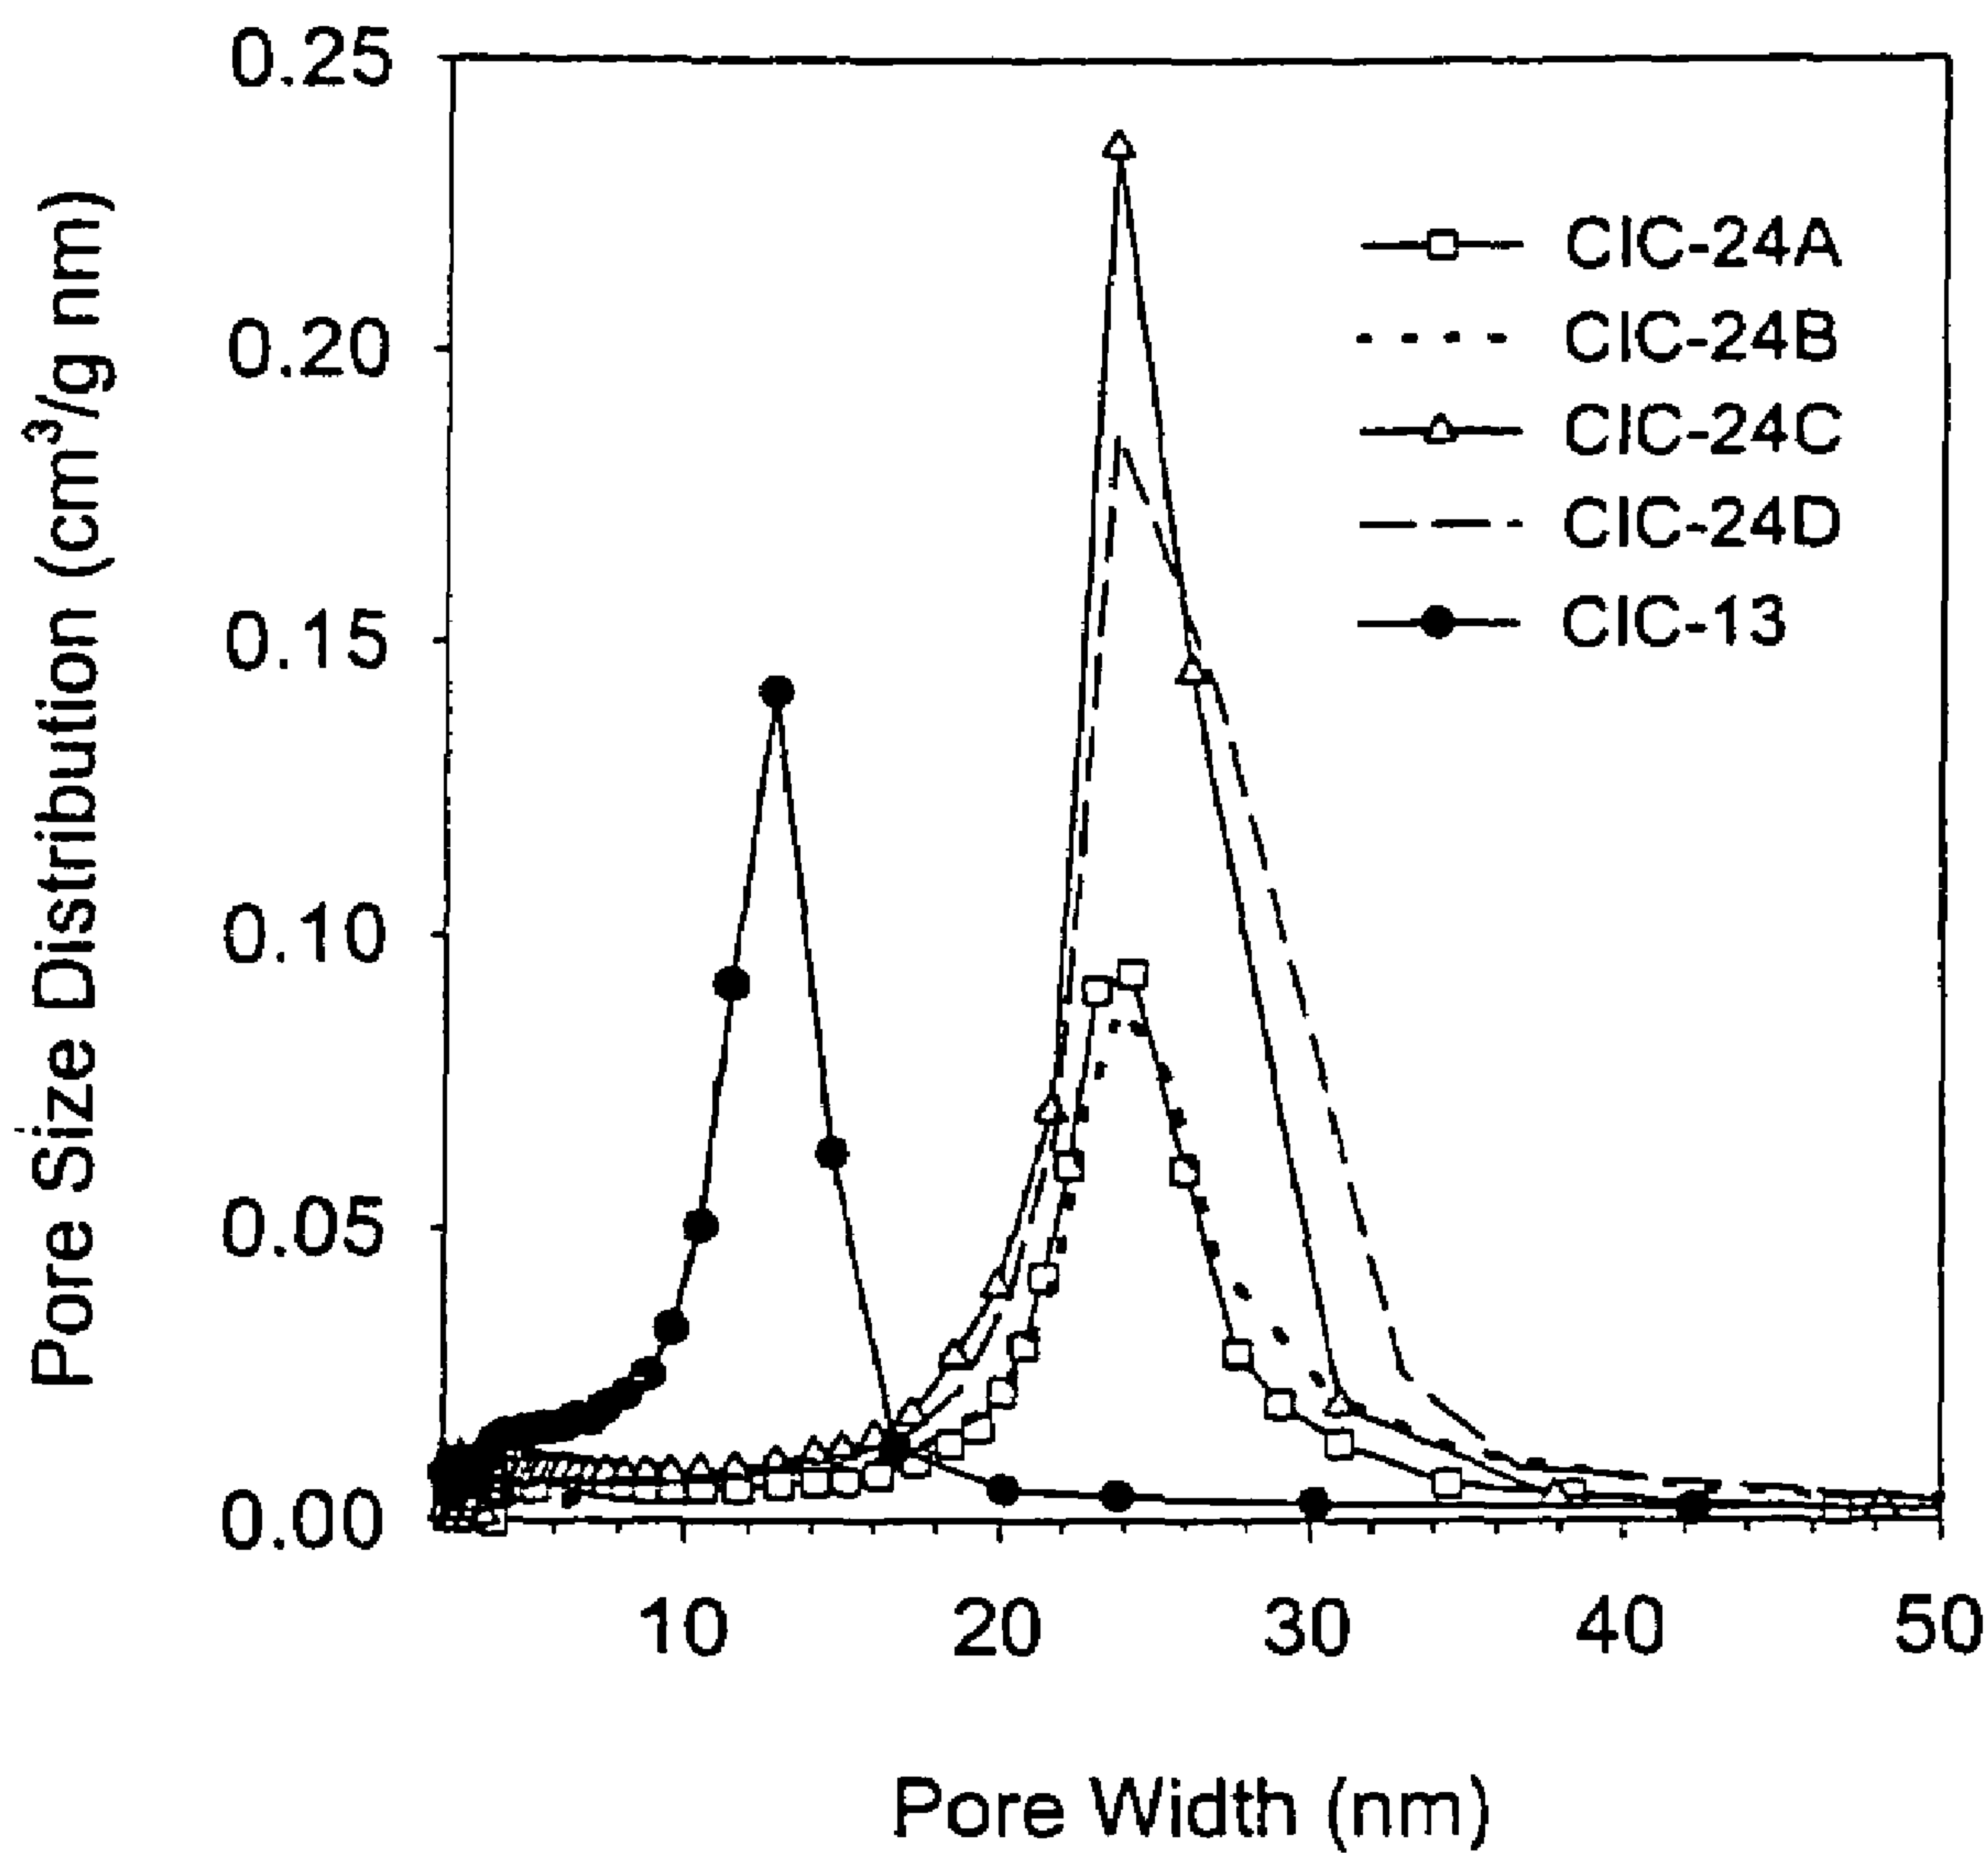 0.25
0.20
0.15
0.10
0.05
0.00
Pore Size Distribution (cm³/g nm)
CIC-24A
CIC-24B
CIC-24C
CIC-24D
CIC-13
10 20 30 40 50
Pore Width (nm)